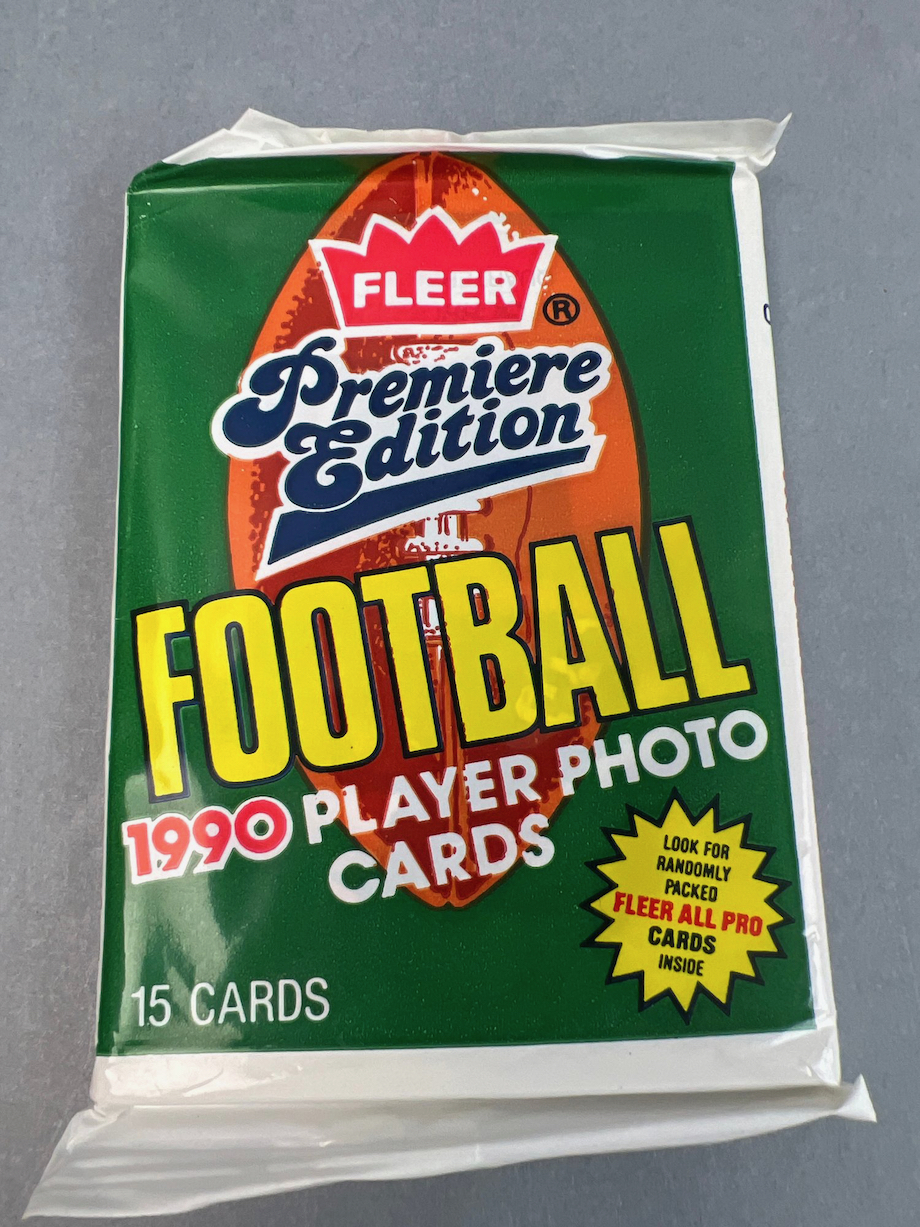 FLEER
®
Premiere
Edition
FOOTBALL
1990 PLAYER PHOTO
CARDS
LOOK FOR
RANDOMLY
PACKED
FLEER ALL PRO
CARDS
INSIDE
15 CARDS